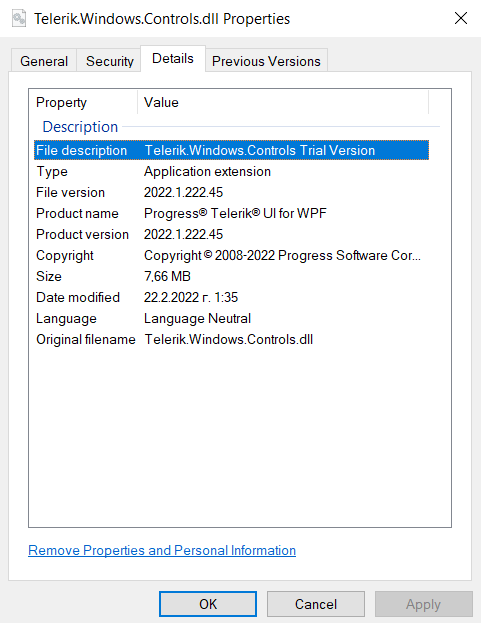 Telerik.Windows.Controls.dll Properties
General Security Details Previous Versions
Property Value
Description
File description Telerik.Windows.Controls Trial Version
Type Application extension
File version 2022.1.222.45
Product name Progress® Telerik® UI for WPF
Product version 2022.1.222.45
Copyright Copyright © 2008-2022 Progress Software Cor...
Size 7,66 MB
Date modified 22.2.2022 г. 1:35
Language Language Neutral
Original filename Telerik.Windows.Controls.dll
Remove Properties and Personal Information
OK Cancel Apply